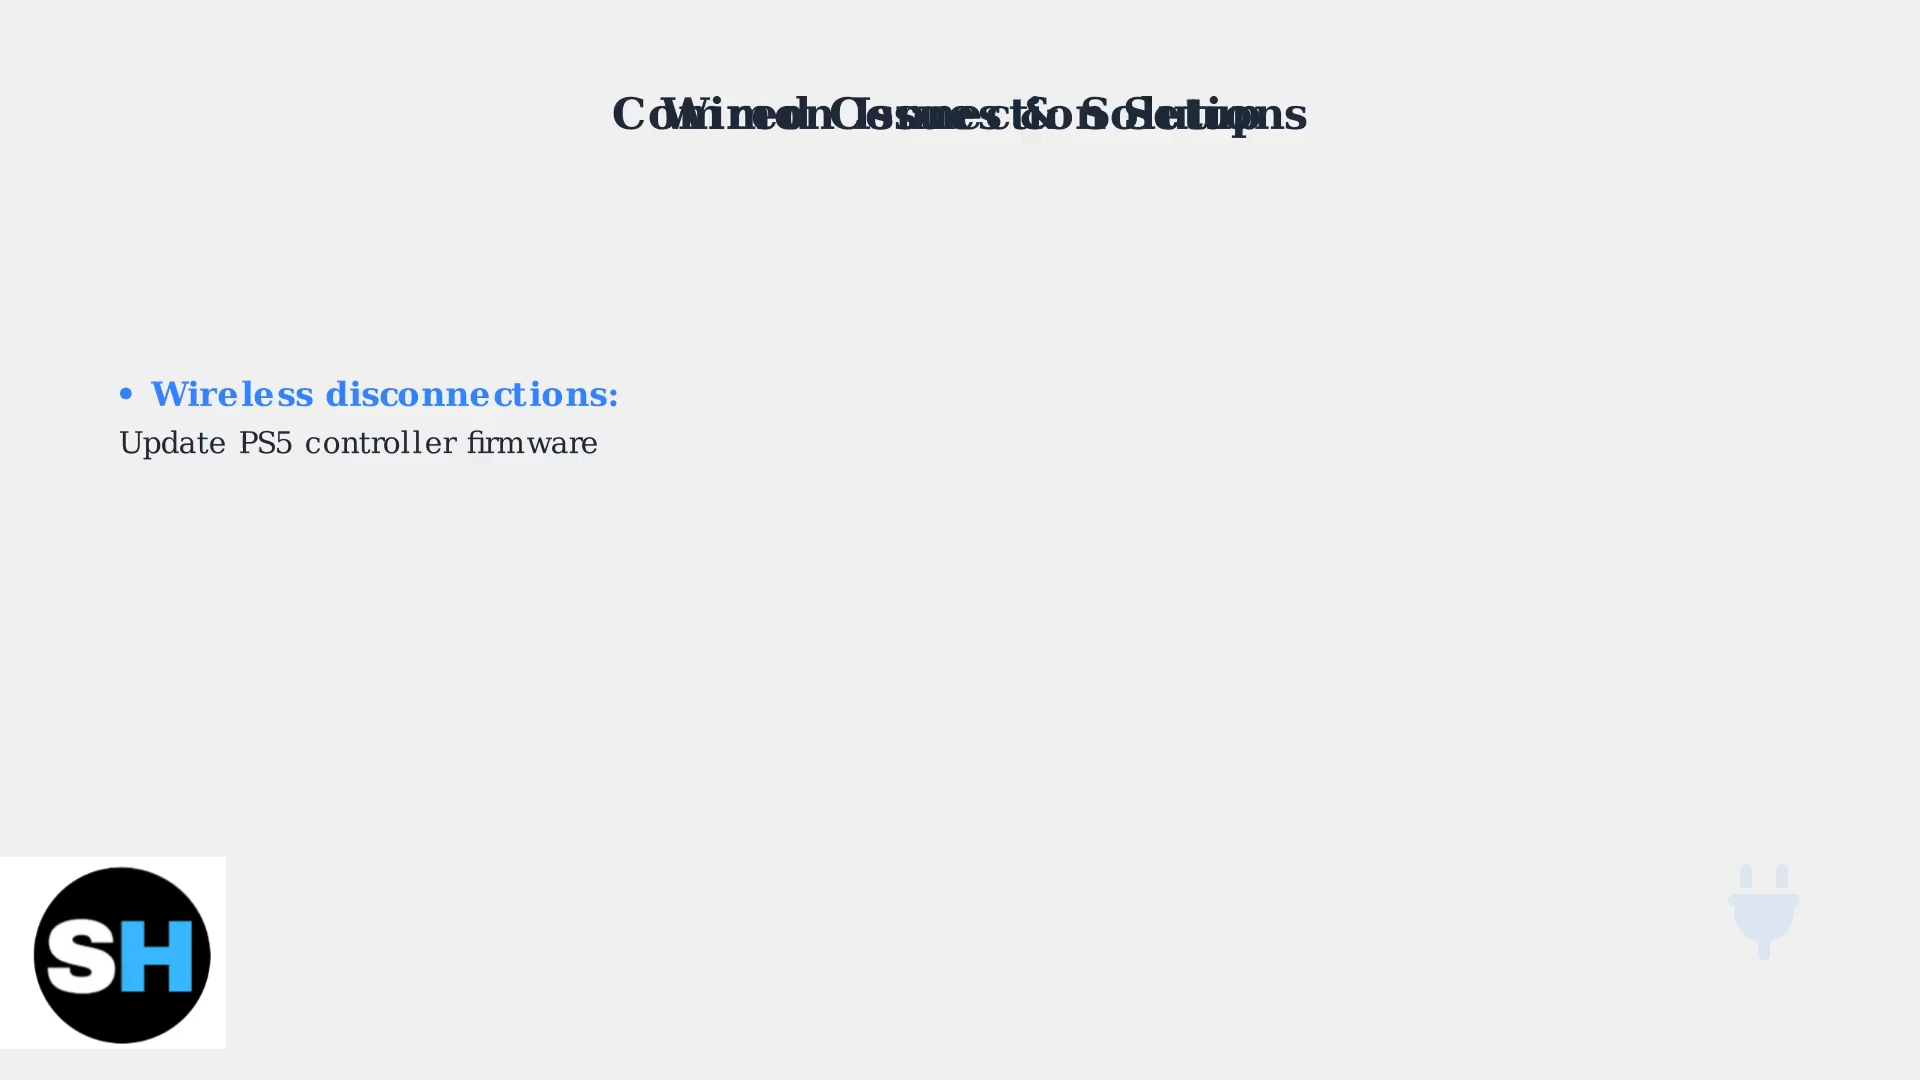 Common Issues & Solutions
Wired Connection Setup
• Wireless disconnections:
Update PS5 controller firmware
SH